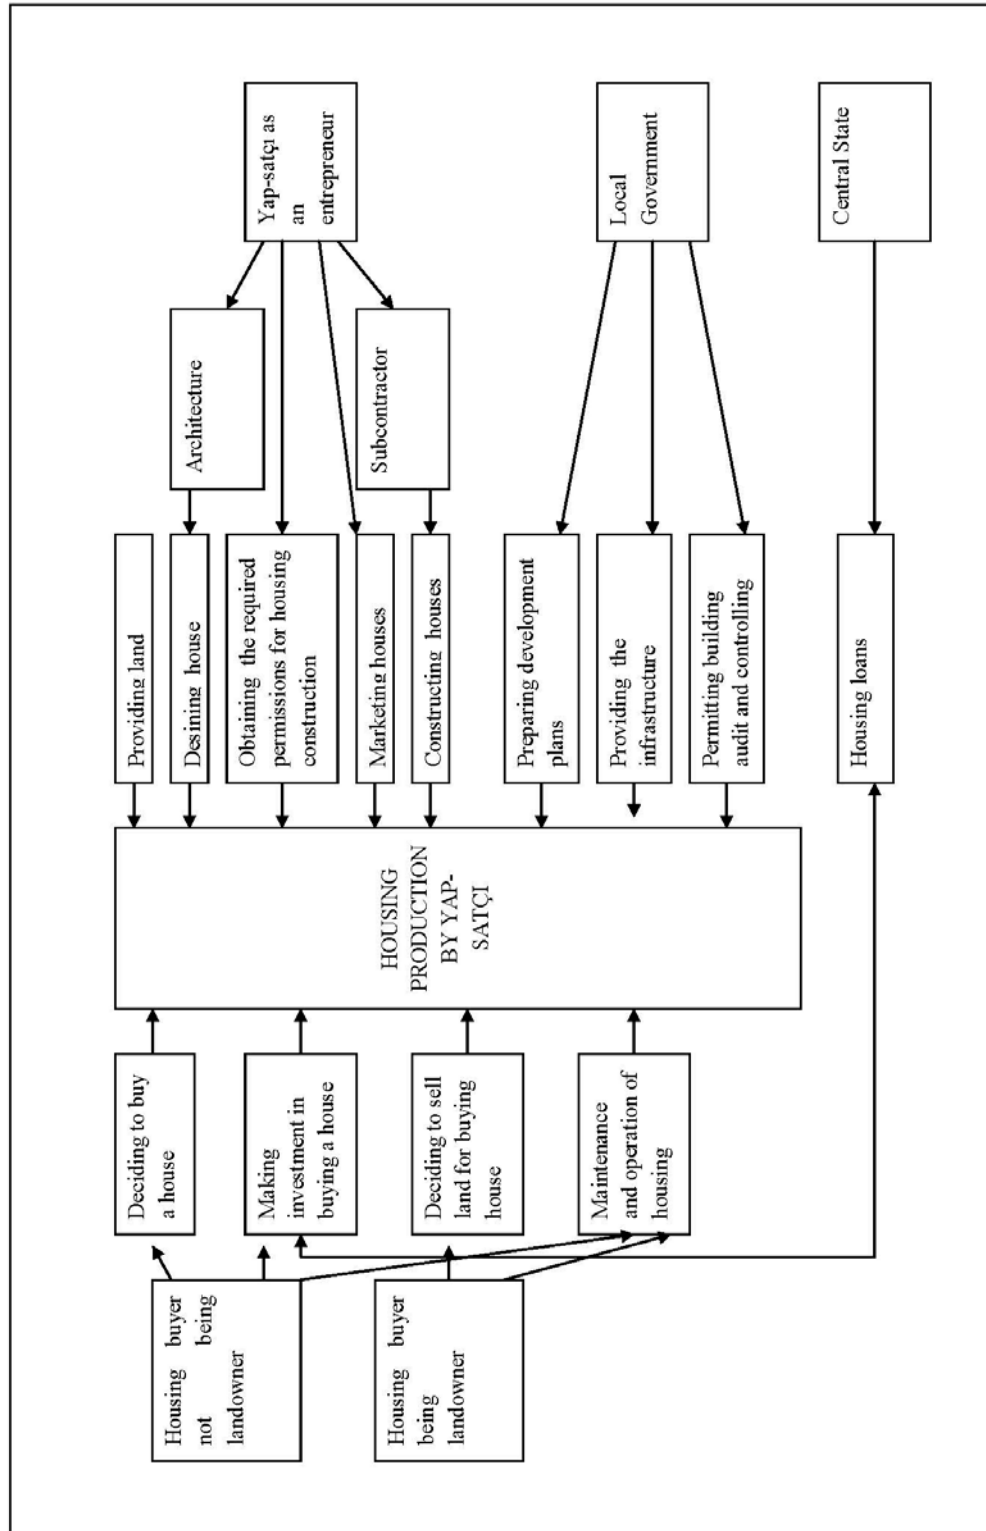 Housing buyer
not being
landowner
Housing buyer
being
landowner
Deciding to buy
a house
Making
investment in
buying a house
Deciding to sell
land for buying
house
Maintenance
and operation of
housing
HOUSING
PRODUCTION
BY YAP-
SATÇI
Providing land
Desining house
Obtaining the required
permissions for housing
construction
Marketing houses
Constructing houses
Preparing development
plans
Providing the
infrastructure
Permitting building
audit and controlling
Housing loans
Architecture
Subcontractor
Yap-satçı as
an
entrepreneur
Local
Government
Central State